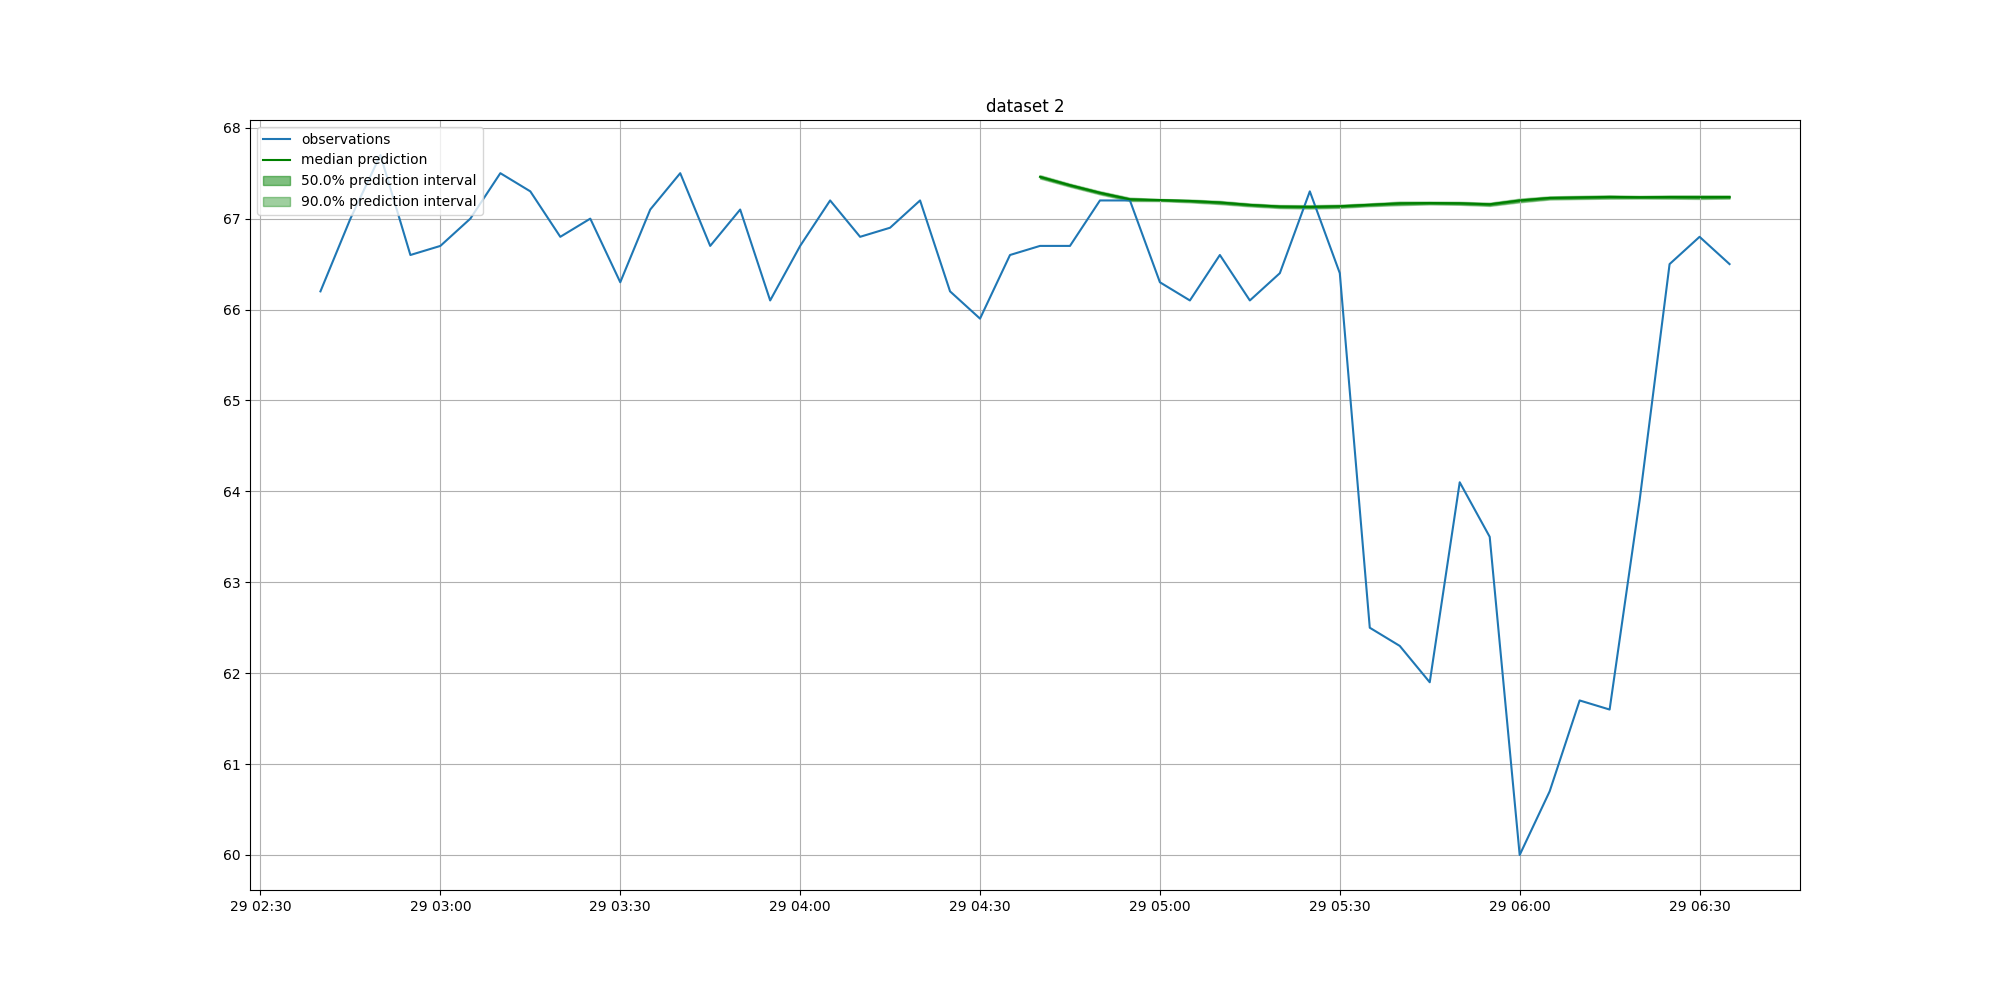 dataset 2
68
observations
median prediction
50.0% prediction interval
90.0% prediction interval
67
66
65
64
63
62
61
60
29 02:30 29 03:00 29 03:30 29 04:00 29 04:30 29 05:00 29 05:30 29 06:00 29 06:30